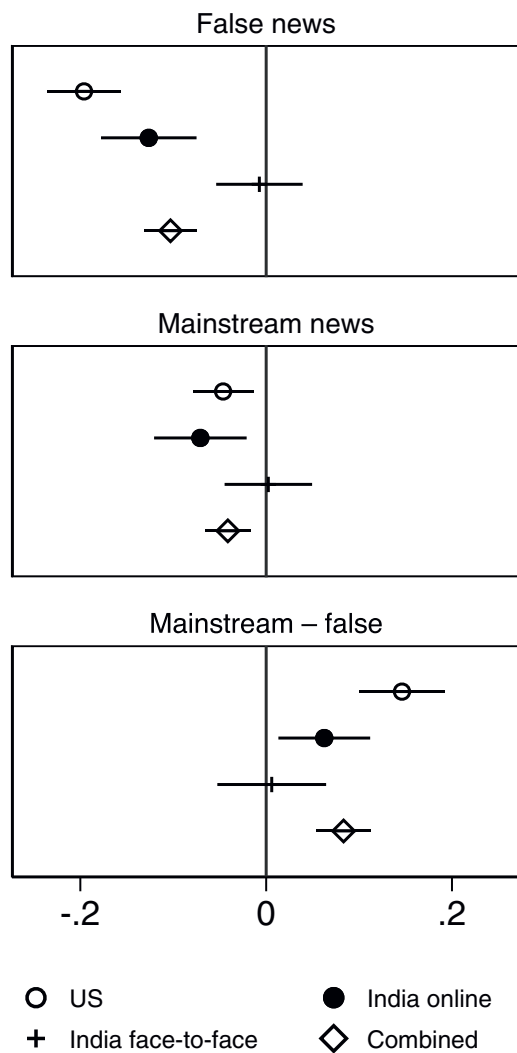 False news
Mainstream news
Mainstream – false
-.2 0 .2
US India online
India face-to-face Combined